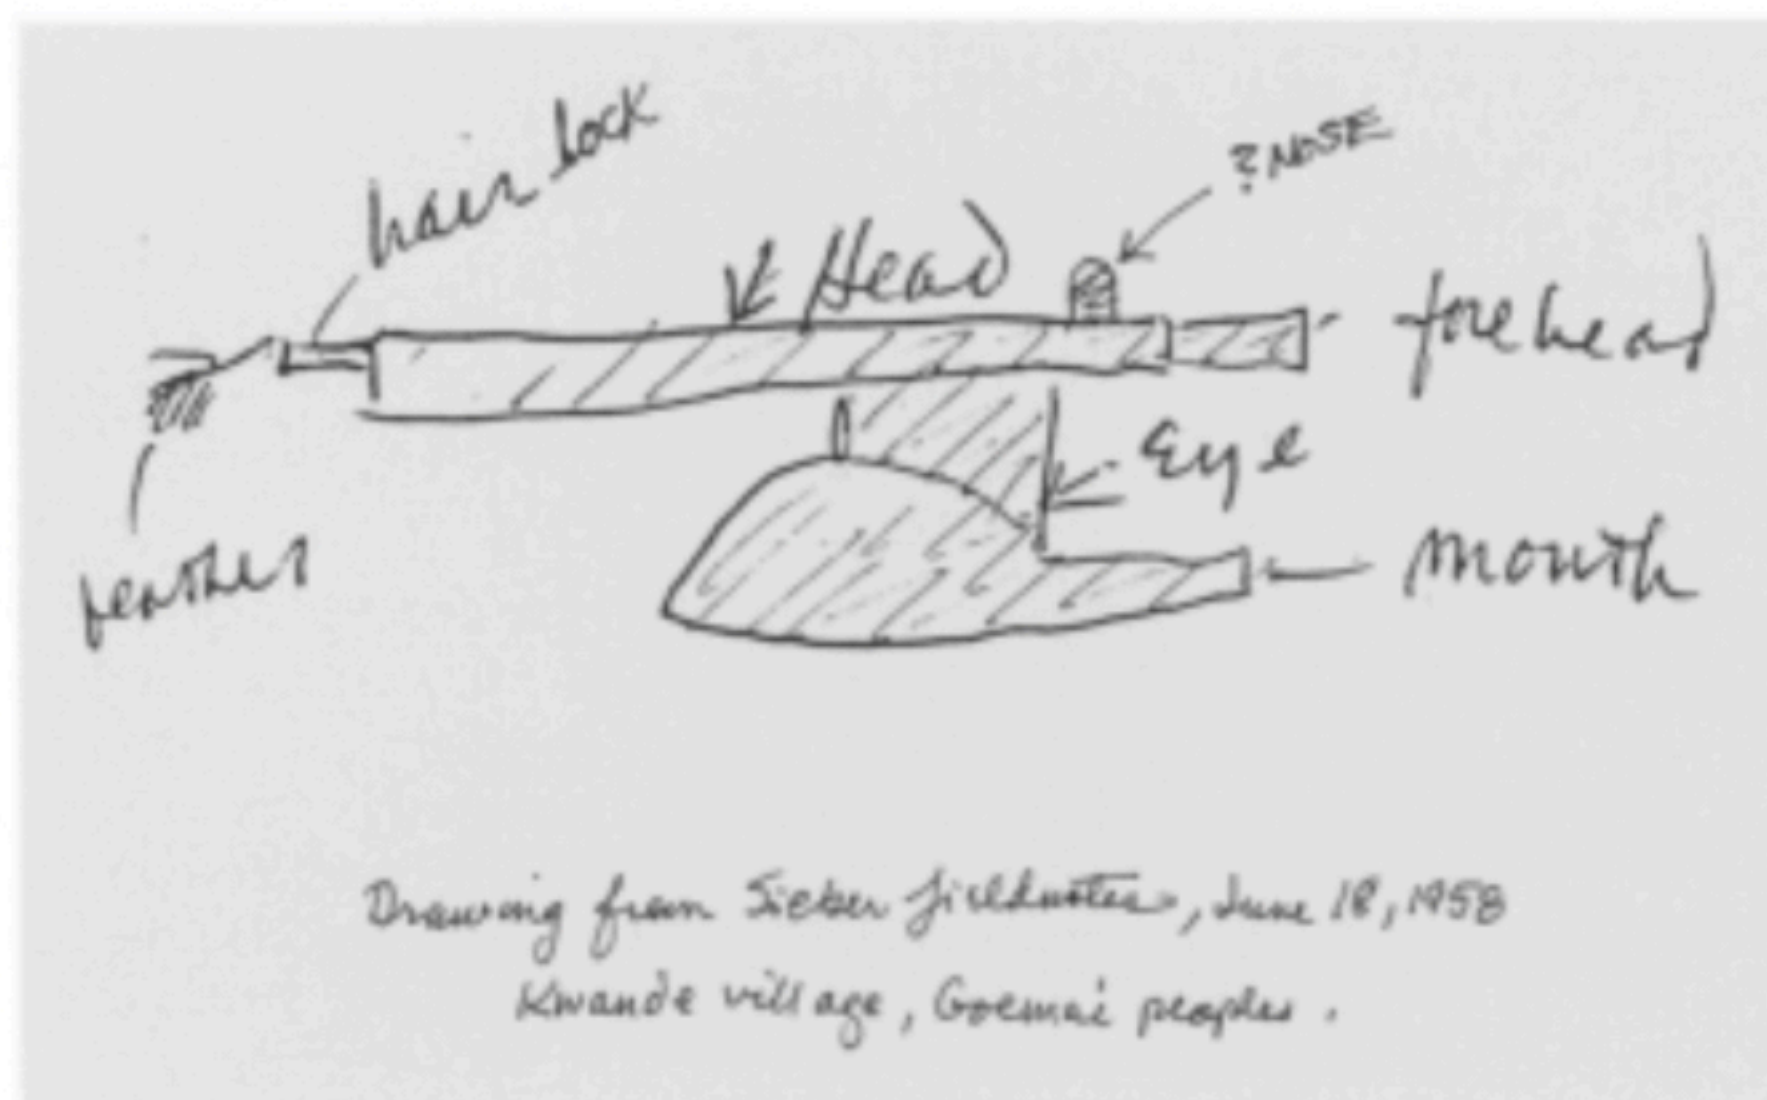 hair lock
? NOSE
Head
forehead
Eye
mouth
feather
Drawing from Sieber fieldnotes, June 18, 1958
Kwande village, Goemai peoples.